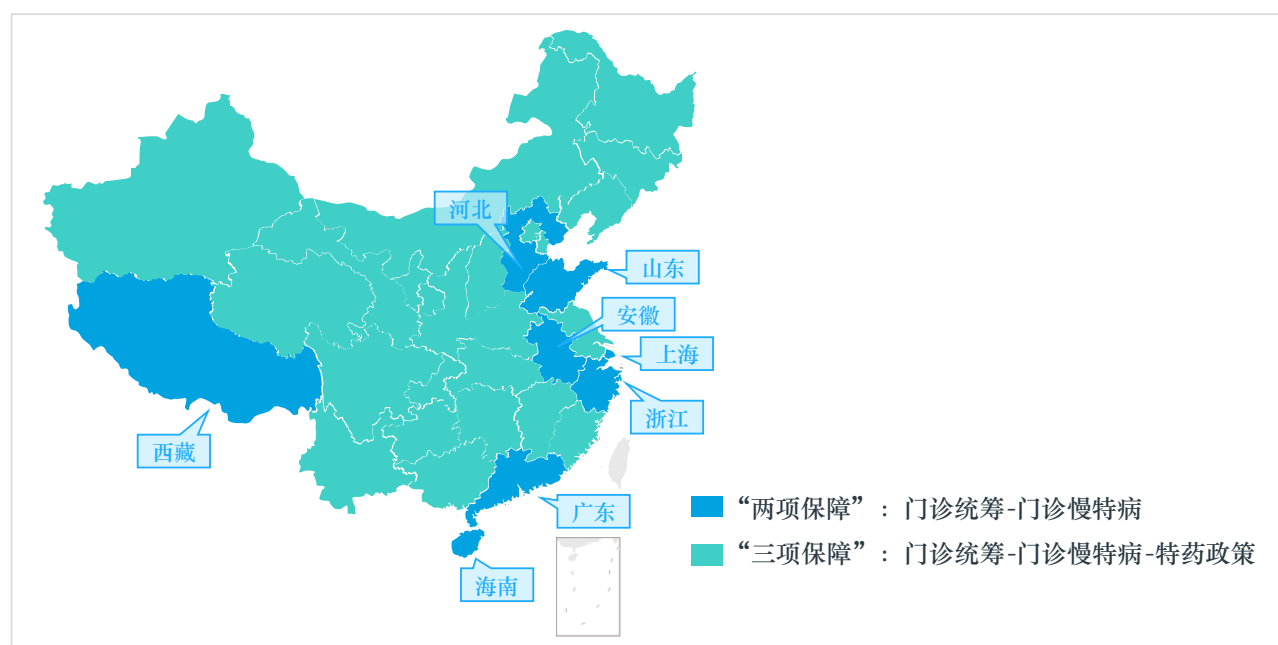 河北
山东
安徽
上海
浙江
西藏
广东
海南
“两项保障”：门诊统筹-门诊慢特病
“三项保障”：门诊统筹-门诊慢特病-特药政策